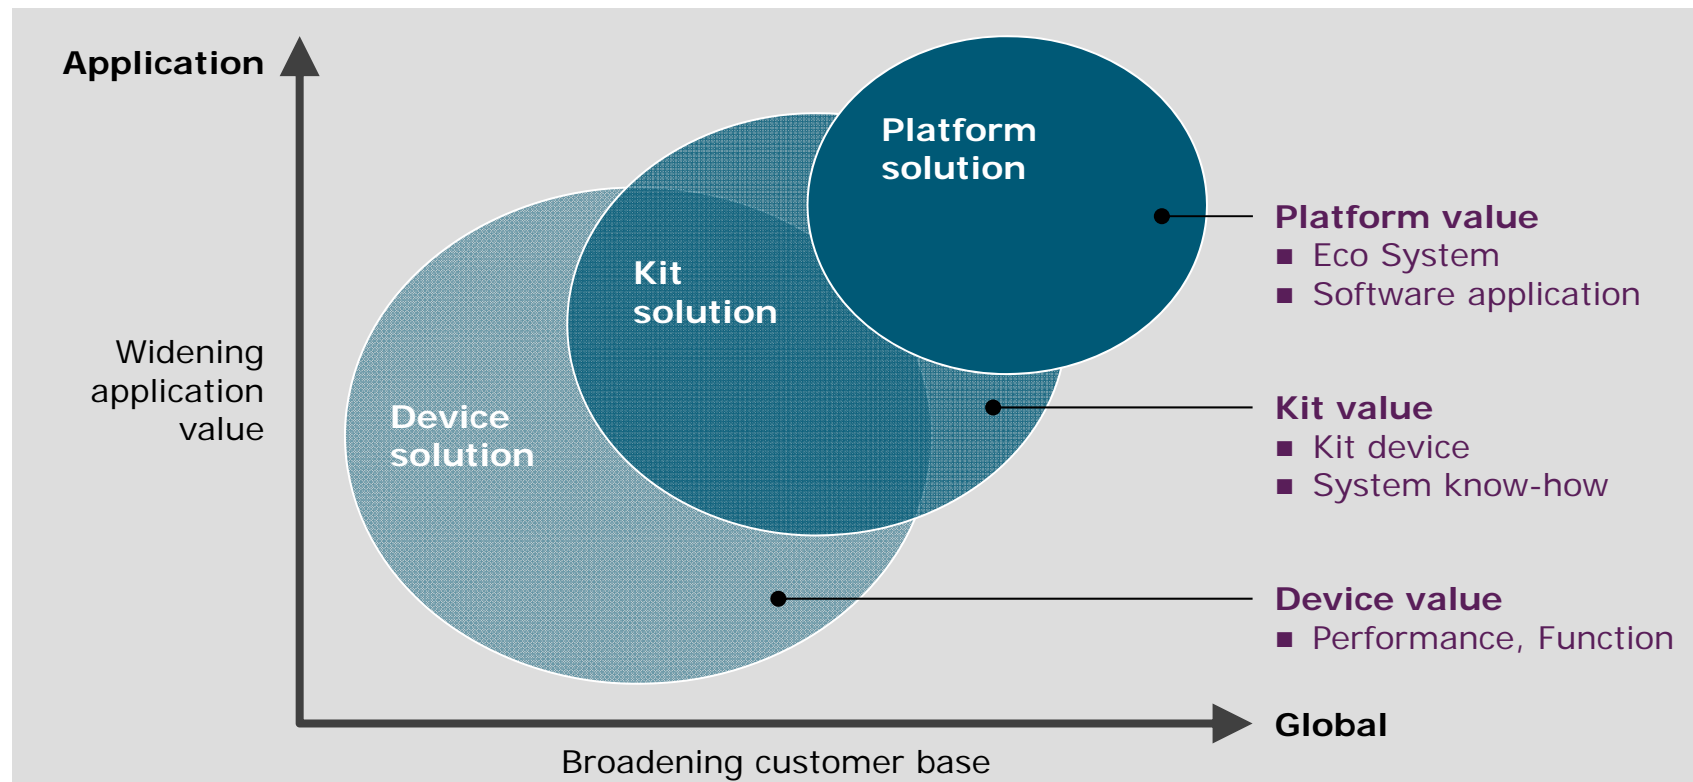 Application
Platform
solution
Platform value
■ Eco System
■ Software application
Kit
solution
Widening
application
value
Kit value
■ Kit device
■ System know-how
Device
solution
Device value
■ Performance, Function
Global
Broadening customer base